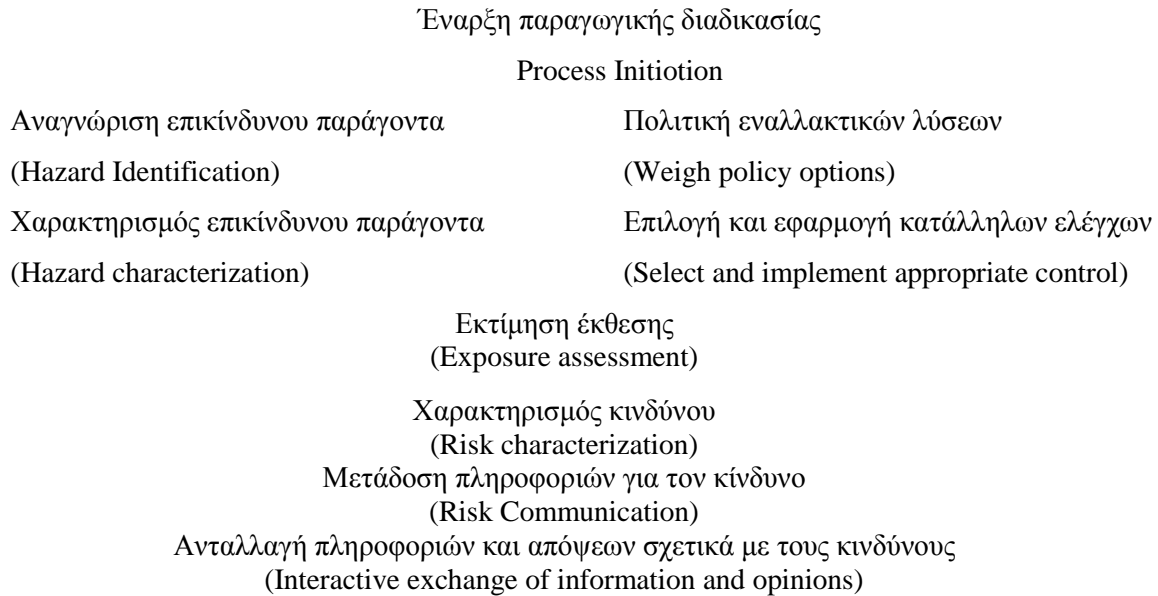 Έναρξη παραγωγικής διαδικασίας
Process Initiotion
Αναγνώριση επικίνδυνου παράγοντα Πολιτική εναλλακτικών λύσεων
(Hazard Identification) (Weigh policy options)
Χαρακτηρισμός επικίνδυνου παράγοντα Επιλογή και εφαρμογή κατάλληλων ελέγχων
(Hazard characterization) (Select and implement appropriate control)
Εκτίμηση έκθεσης
(Exposure assessment)
Χαρακτηρισμός κινδύνου
(Risk characterization)
Μετάδοση πληροφοριών για τον κίνδυνο
(Risk Communication)
Ανταλλαγή πληροφοριών και απόψεων σχετικά με τους κινδύνους
(Interactive exchange of information and opinions)